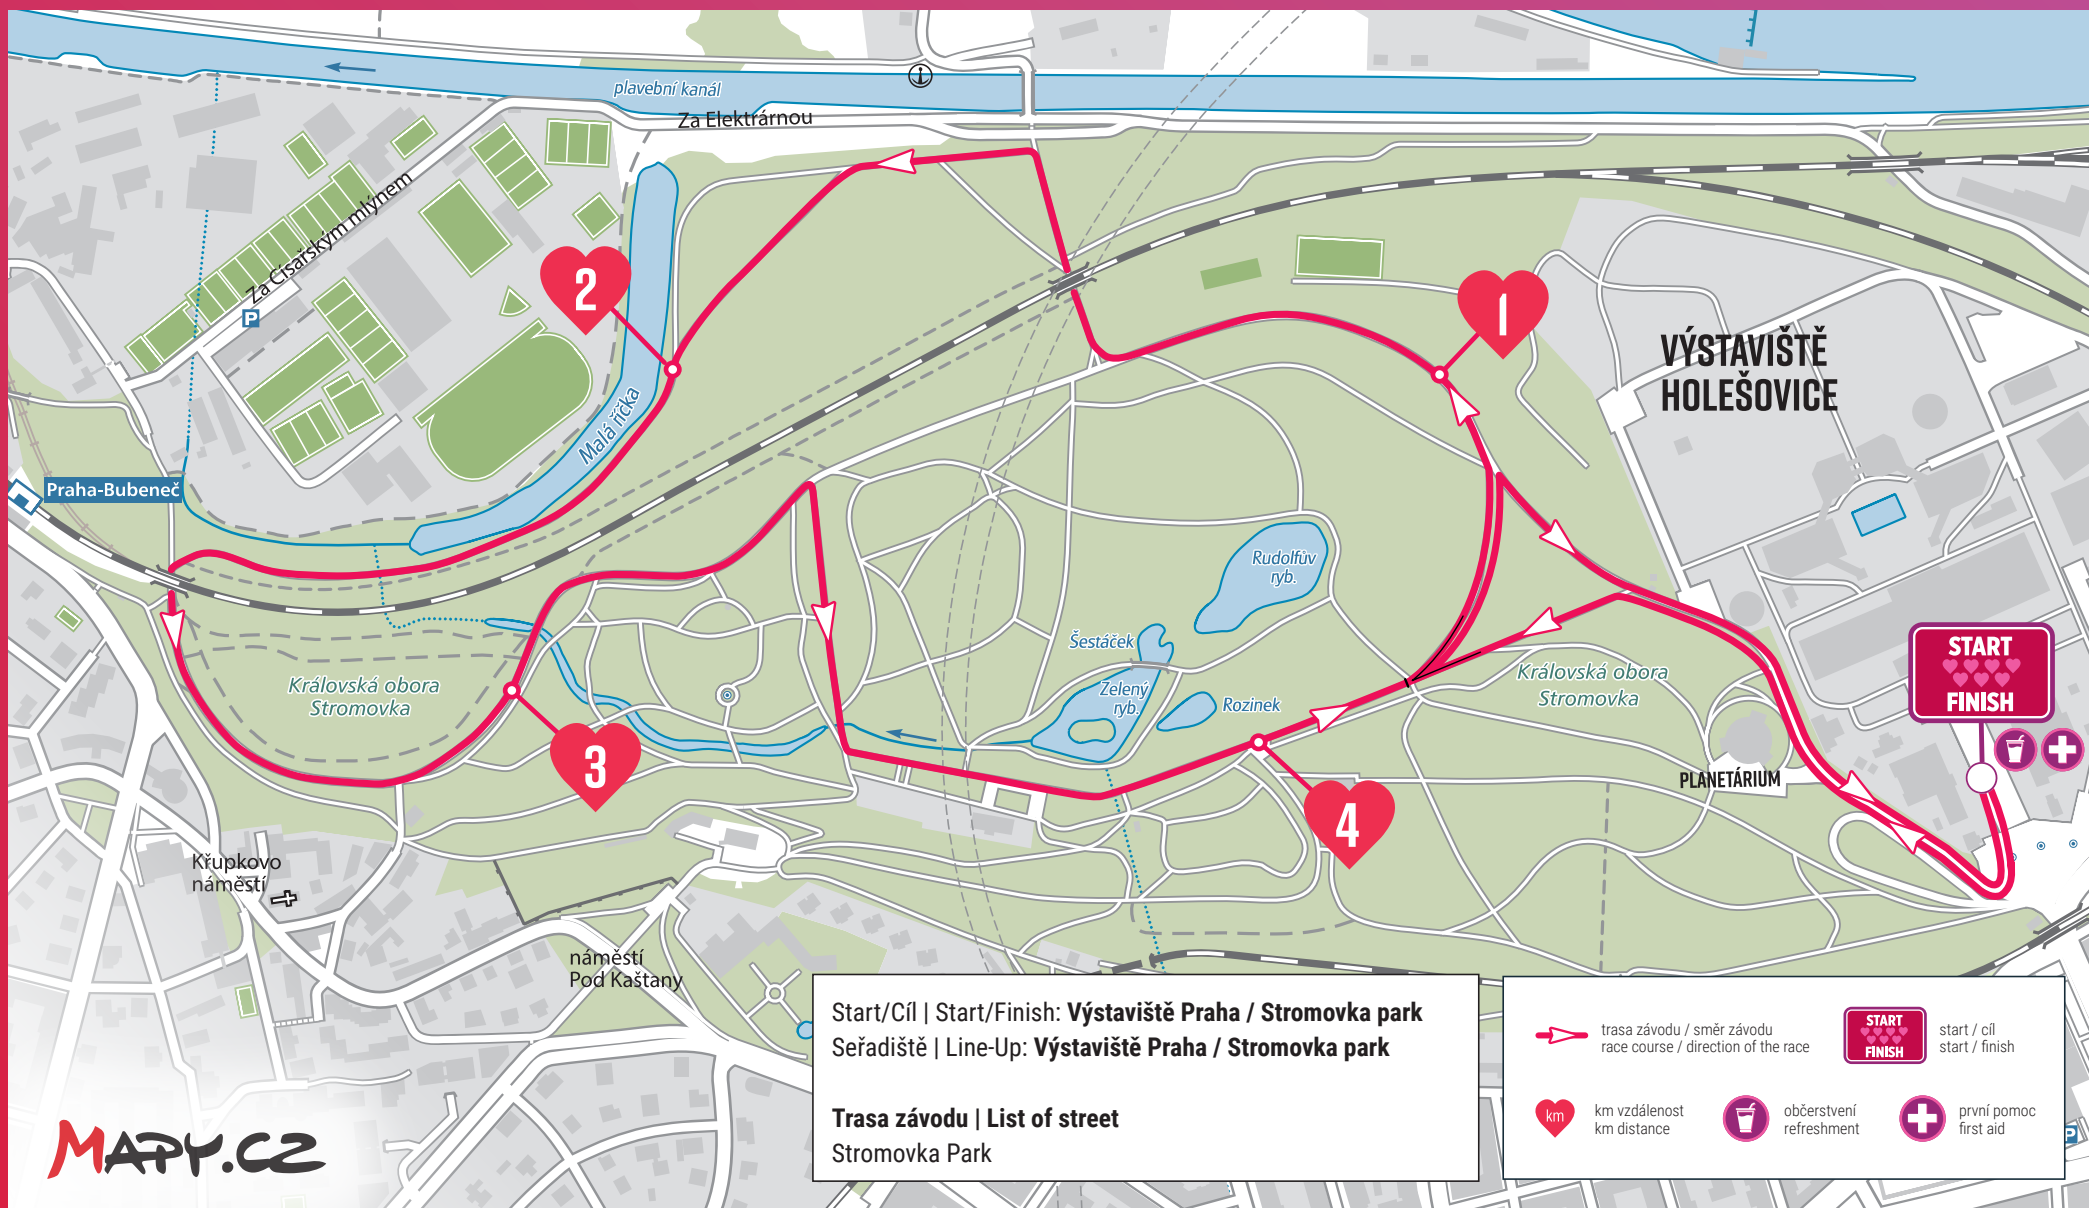 plavební kanál
Za Elektrárnou
Za Císařským mlýnem
P
2
1
VÝSTAVIŠTĚ
HOLEŠOVICE
Malá říčka
Praha-Bubeneč
Rudolfův
ryb.
Šestáček
Zelený
ryb.
Rozinek
Královská obora
Stromovka
Královská obora
Stromovka
START
FINISH
3
4
PLANETÁRIUM
Křupkovo
náměstí
náměstí
Pod Kaštany
Start/Cíl | Start/Finish: Výstaviště Praha / Stromovka park
Seřadiště | Line-Up: Výstaviště Praha / Stromovka park
Trasa závodu | List of street
Stromovka Park
trasa závodu / směr závodu
race course / direction of the race
START
FINISH
start / cíl
start / finish
km
km vzdálenost
km distance
občerstvení
refreshment
první pomoc
first aid
P
MAPY.CZ